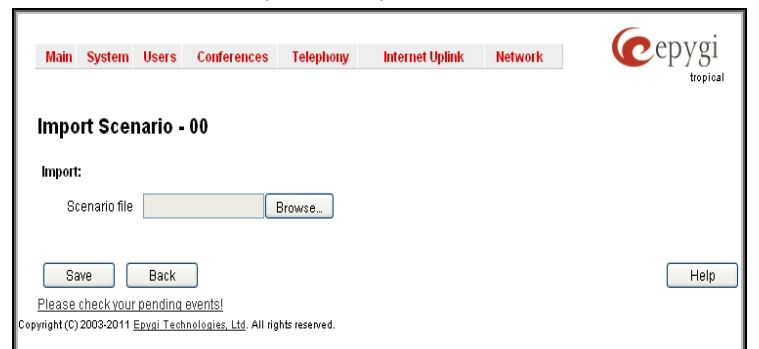 Main System Users Conferences Telephony Internet Uplink Network
epygi
tropical
Import Scenario - 00
Import:
Scenario file Browse...
Save Back Help
Please check your pending events!
Copyright (C) 2003-2011 Epygi Technologies, Ltd. All rights reserved.